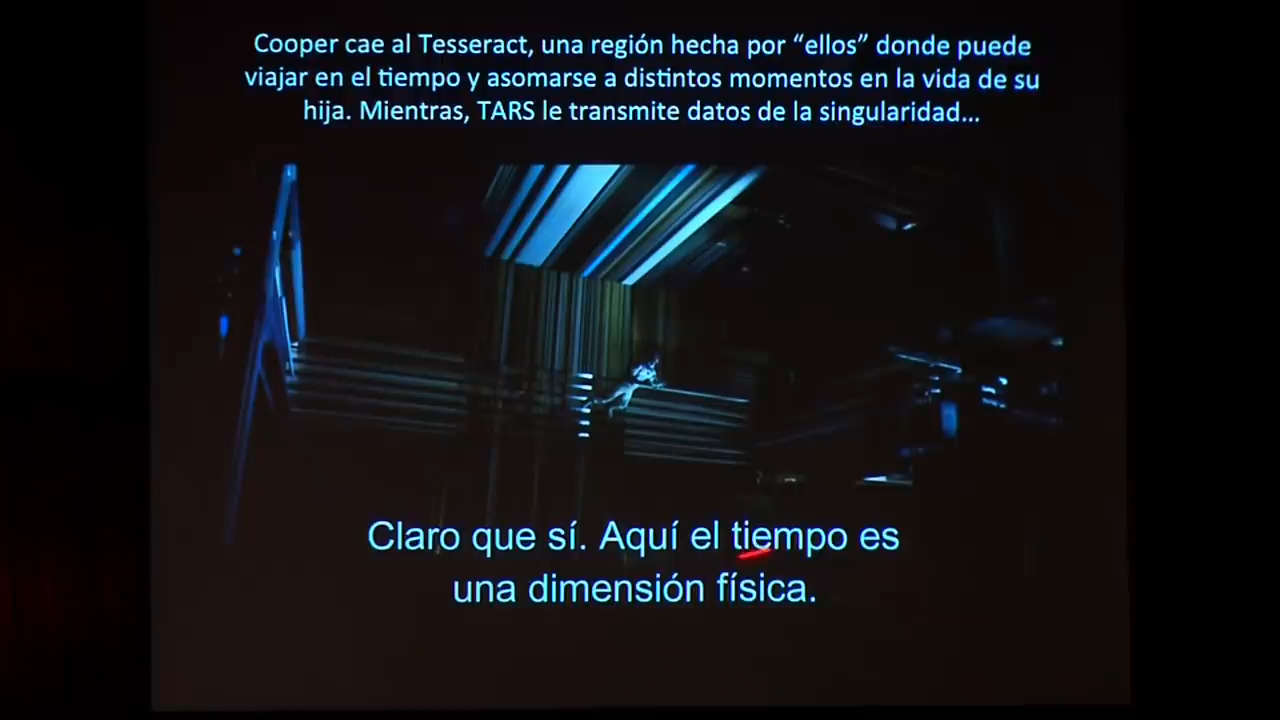 Cooper cae al Tesseract, una región hecha por “ellos” donde puede
viajar en el tiempo y asomarse a distintos momentos en la vida de su
hija. Mientras, TARS le transmite datos de la singularidad…
Claro que sí. Aquí el tiempo es
una dimensión física.